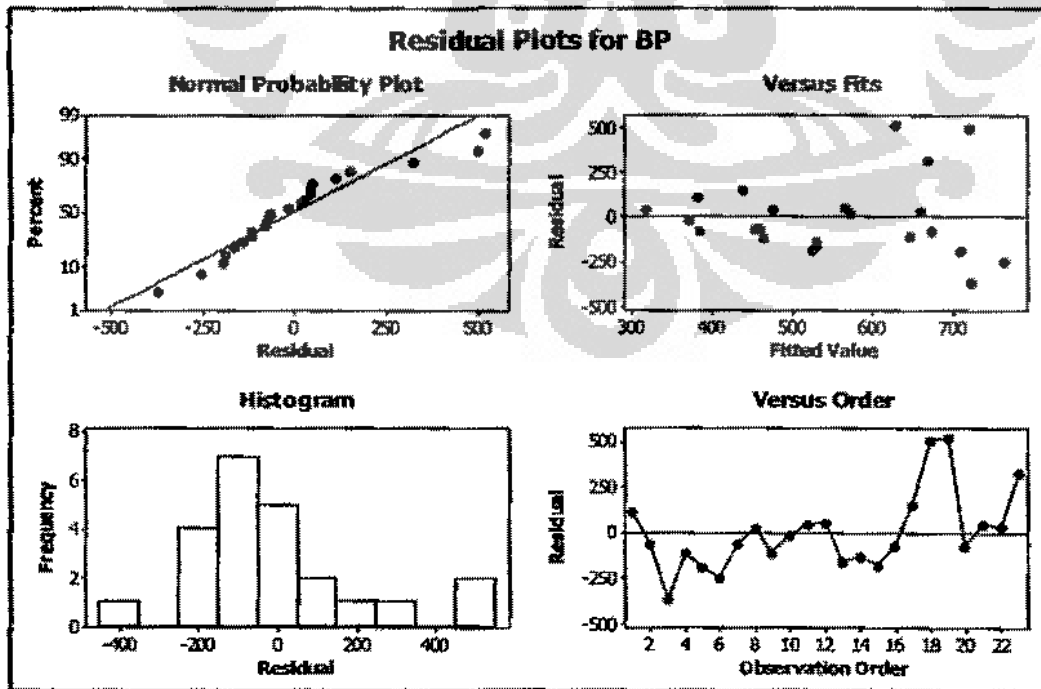 Residual Plots for BP
Normal Probability Plot
99
90
50
10
1
Percent
-500 -250 0 250 500
Residual
Versus Fits
500
250
0
-250
-500
Residual
300 400 500 600 700
Fitted Value
Histogram
8
6
4
2
0
Frequency
-400 -200 0 200 400
Residual
Versus Order
500
250
0
-250
-500
Residual
2 4 6 8 10 12 14 16 18 20 22
Observation Order